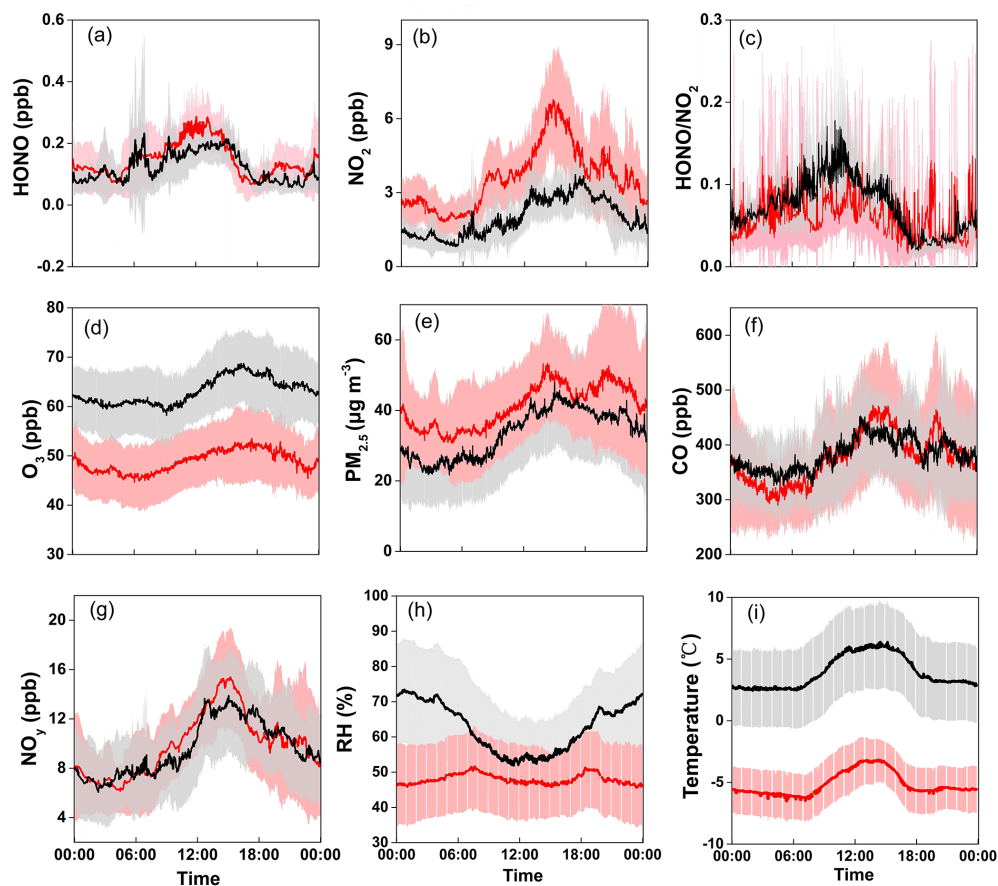 (a)
HONO (ppb)
0.6
0.4
0.2
0.0
-0.2
(b)
NO2 (ppb)
9
6
3
0
(c)
HONO/NO2
0.3
0.2
0.1
0.0
(d)
O3 (ppb)
80
70
60
50
40
30
(e)
PM2.5 (µg m-3)
60
40
20
0
(f)
CO (ppb)
600
500
400
300
200
(g)
NOy (ppb)
20
16
12
8
4
00:00 06:00 12:00 18:00 00:00
Time
(h)
RH (%)
100
90
80
70
60
50
40
30
00:00 06:00 12:00 18:00 00:00
Time
(i)
Temperature (℃)
10
5
0
-5
-10
00:00 06:00 12:00 18:00 00:00
Time